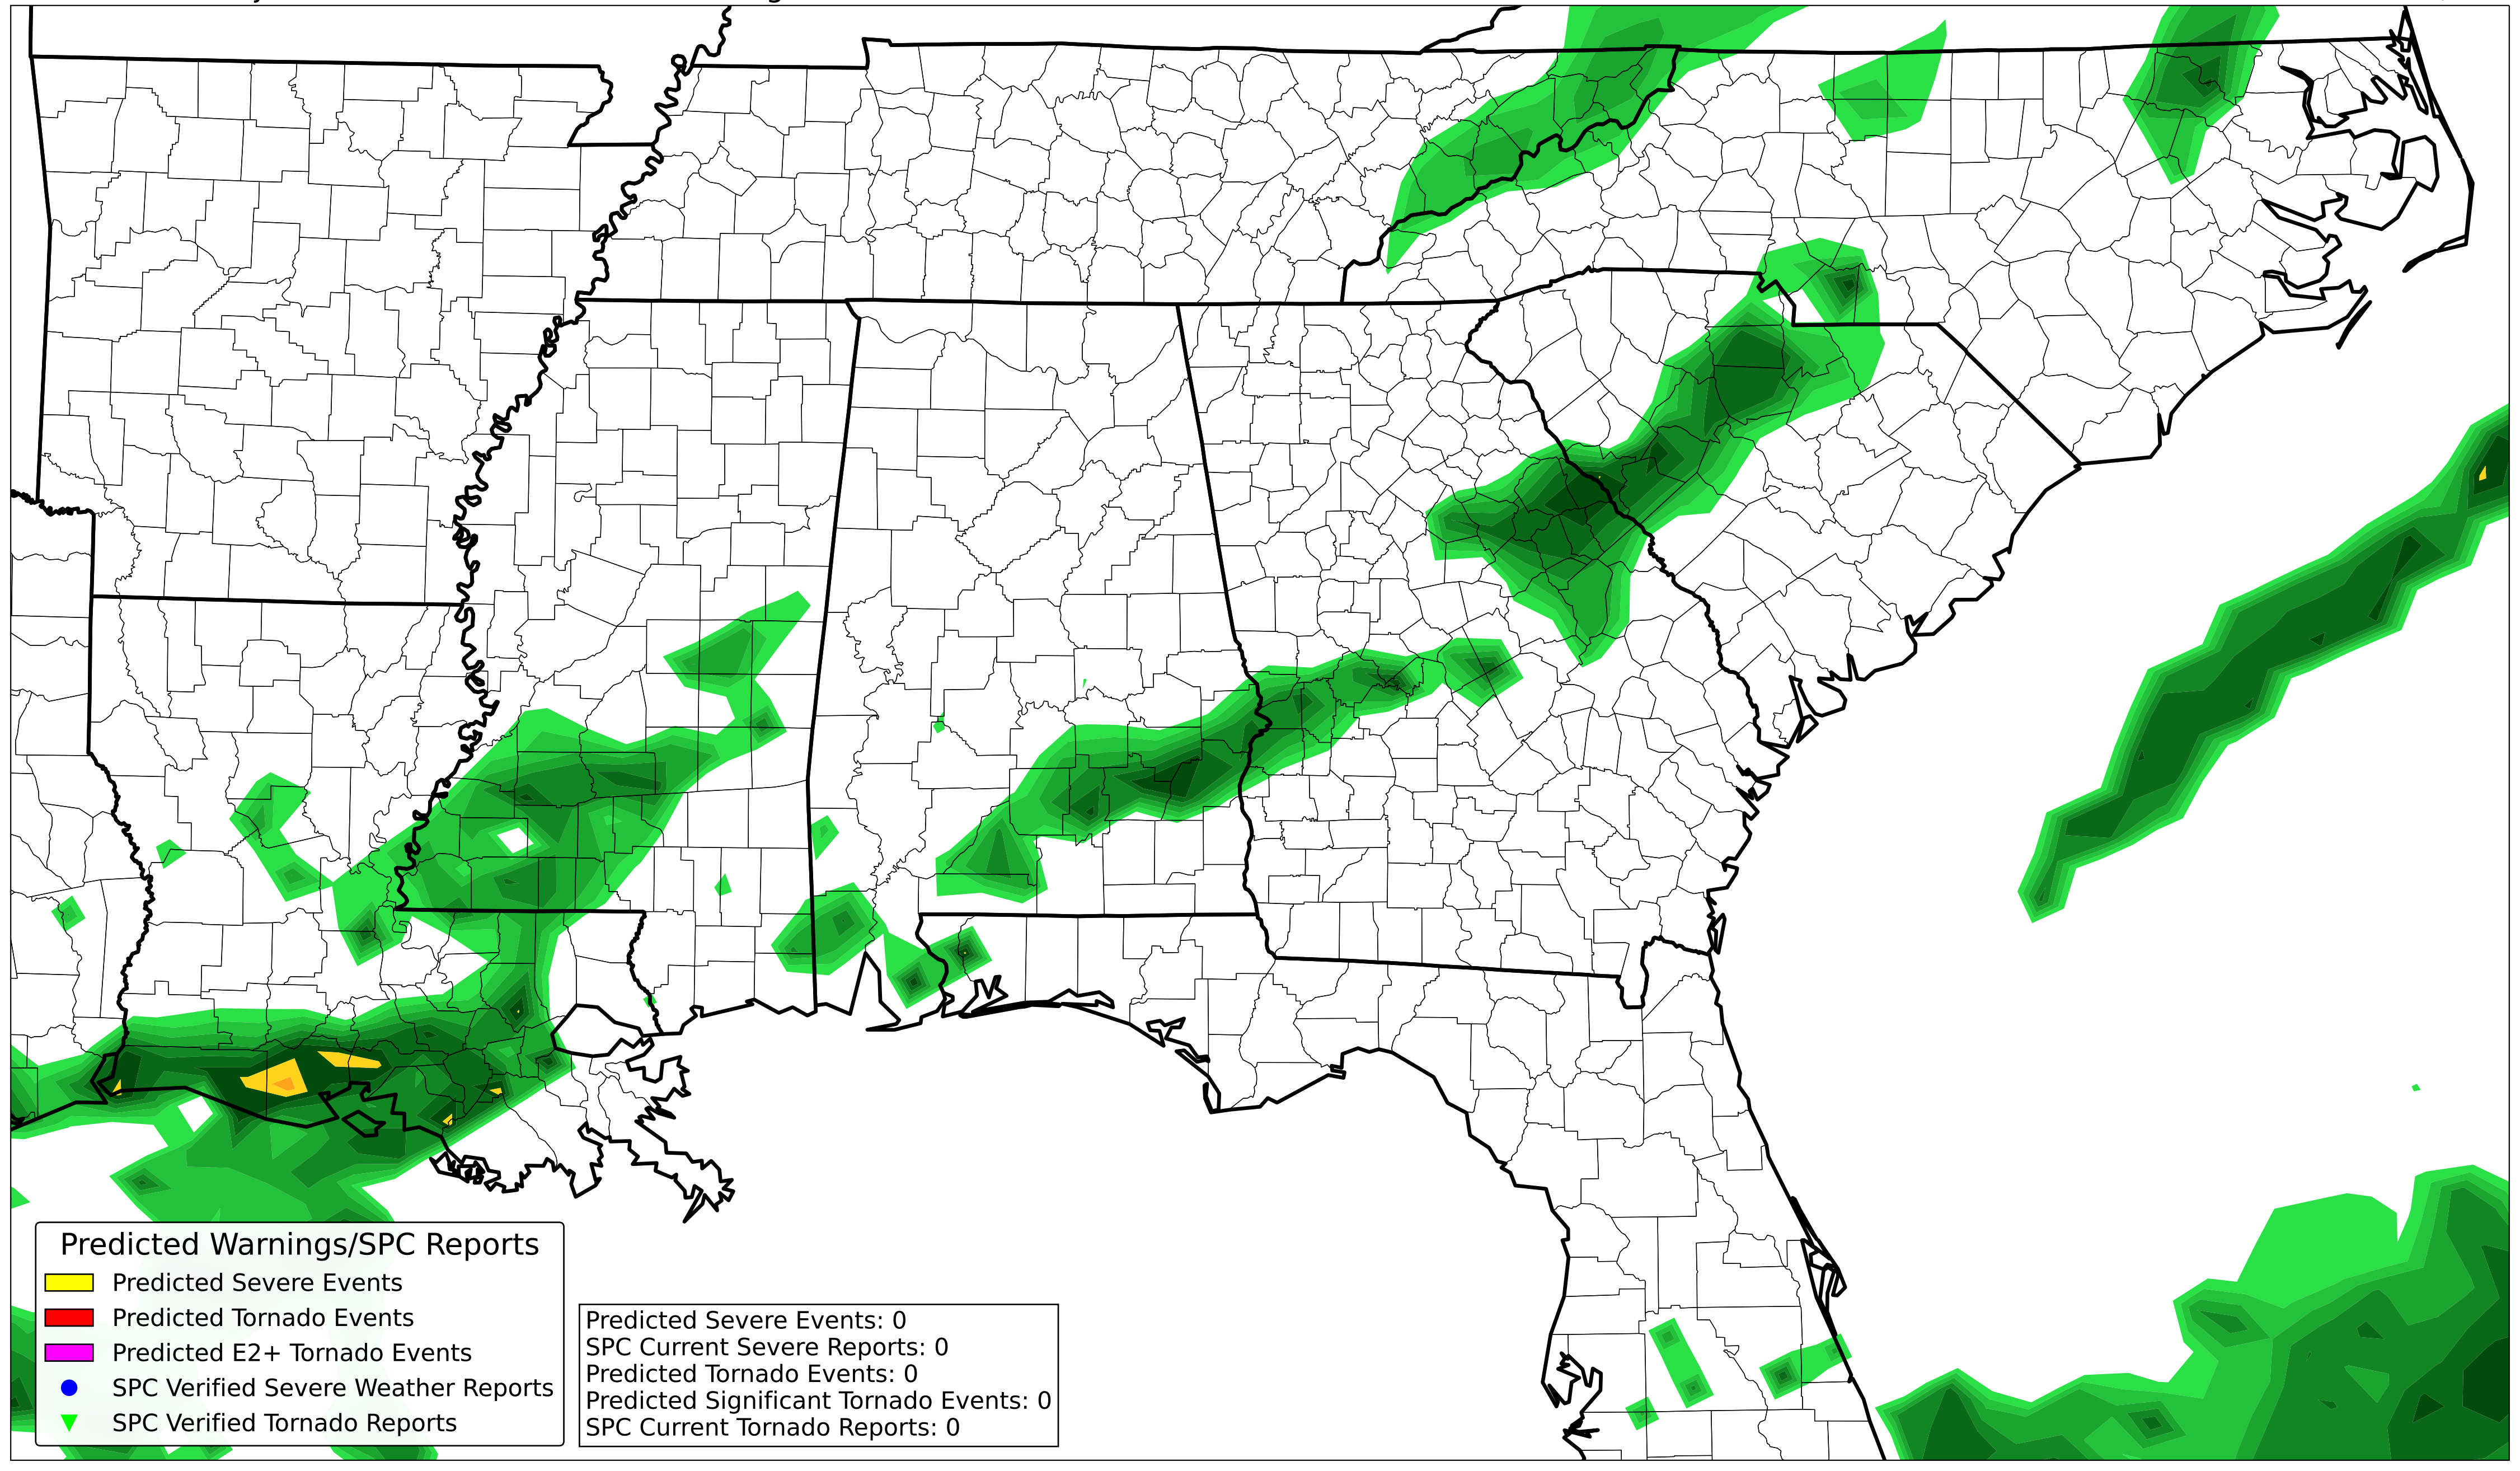 Predicted Warnings/SPC Reports
Predicted Severe Events
Predicted Tornado Events
Predicted E2+ Tornado Events
SPC Verified Severe Weather Reports
SPC Verified Tornado Reports
Predicted Severe Events: 0
SPC Current Severe Reports: 0
Predicted Tornado Events: 0
Predicted Significant Tornado Events: 0
SPC Current Tornado Reports: 0